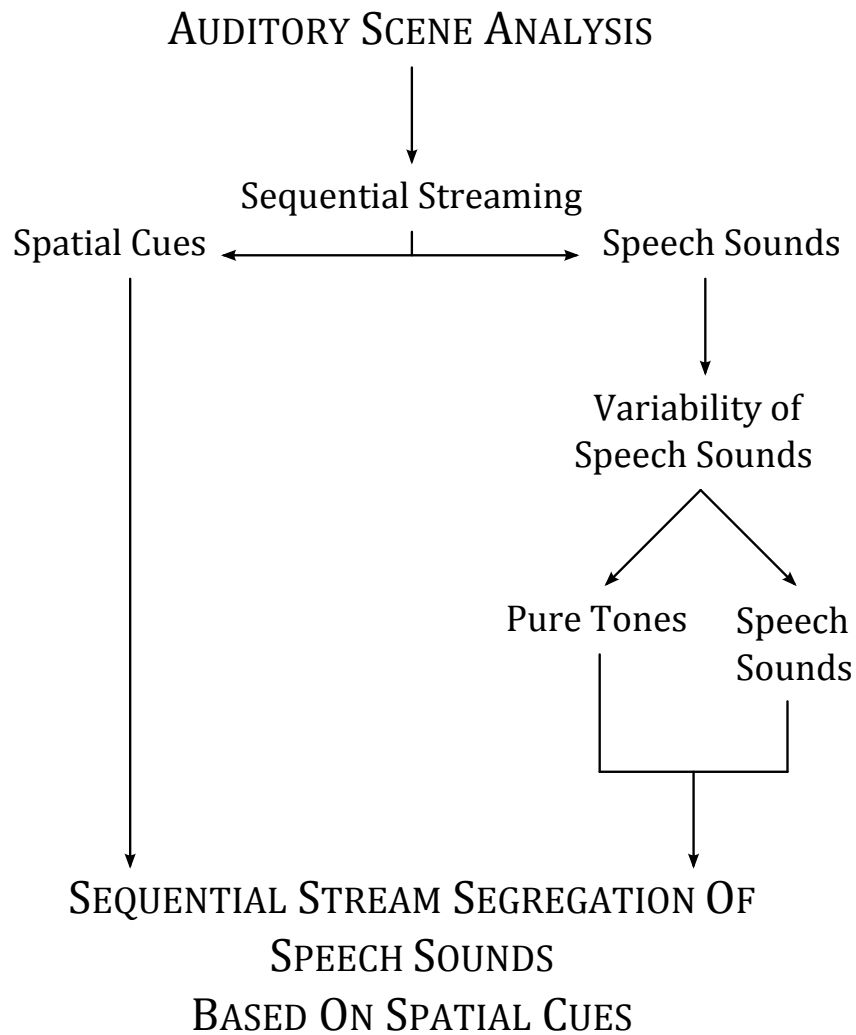 AUDITORY SCENE ANALYSIS
Sequential Streaming
Spatial Cues
Speech Sounds
Variability of
Speech Sounds
Pure Tones
Speech
Sounds
SEQUENTIAL STREAM SEGREGATION OF
SPEECH SOUNDS
BASED ON SPATIAL CUES